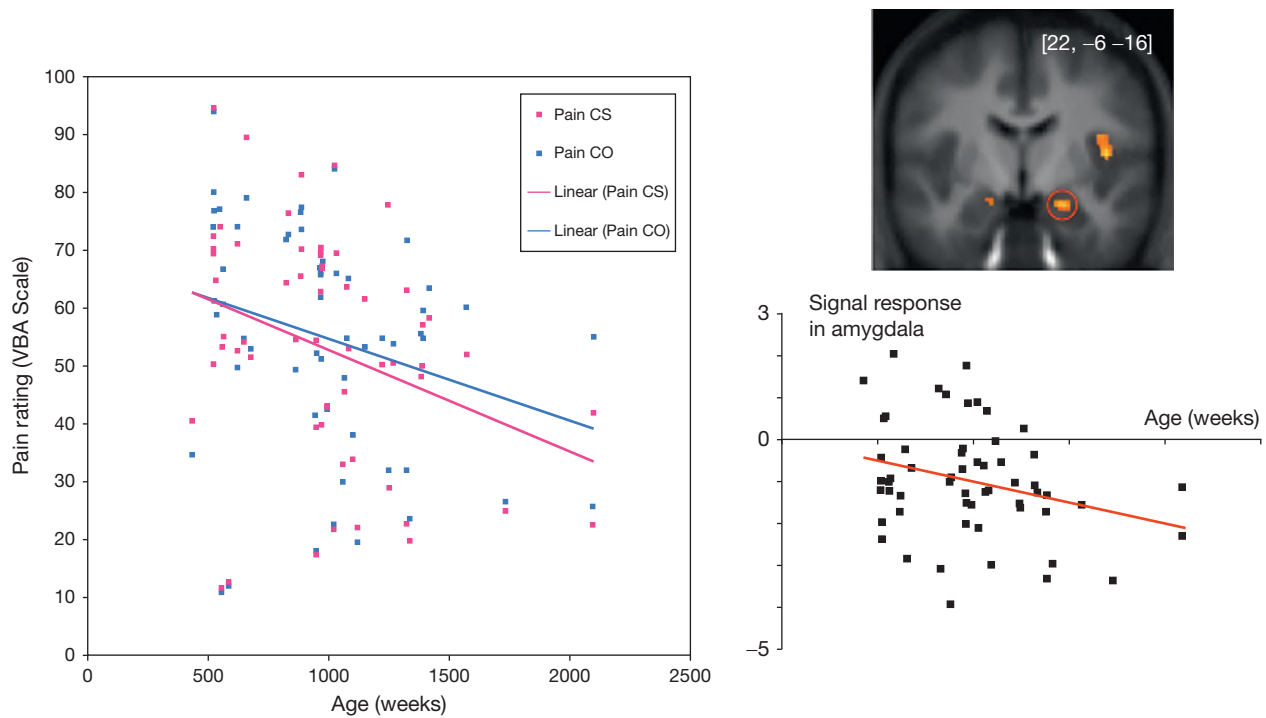 Pain rating (VBA Scale)
100
90
80
70
60
50
40
30
20
10
0
0 500 1000 1500 2000 2500
Age (weeks)
Pain CS
Pain CO
Linear (Pain CS)
Linear (Pain CO)
[22, –6 –16]
Signal response
in amygdala
3
0
–5
Age (weeks)